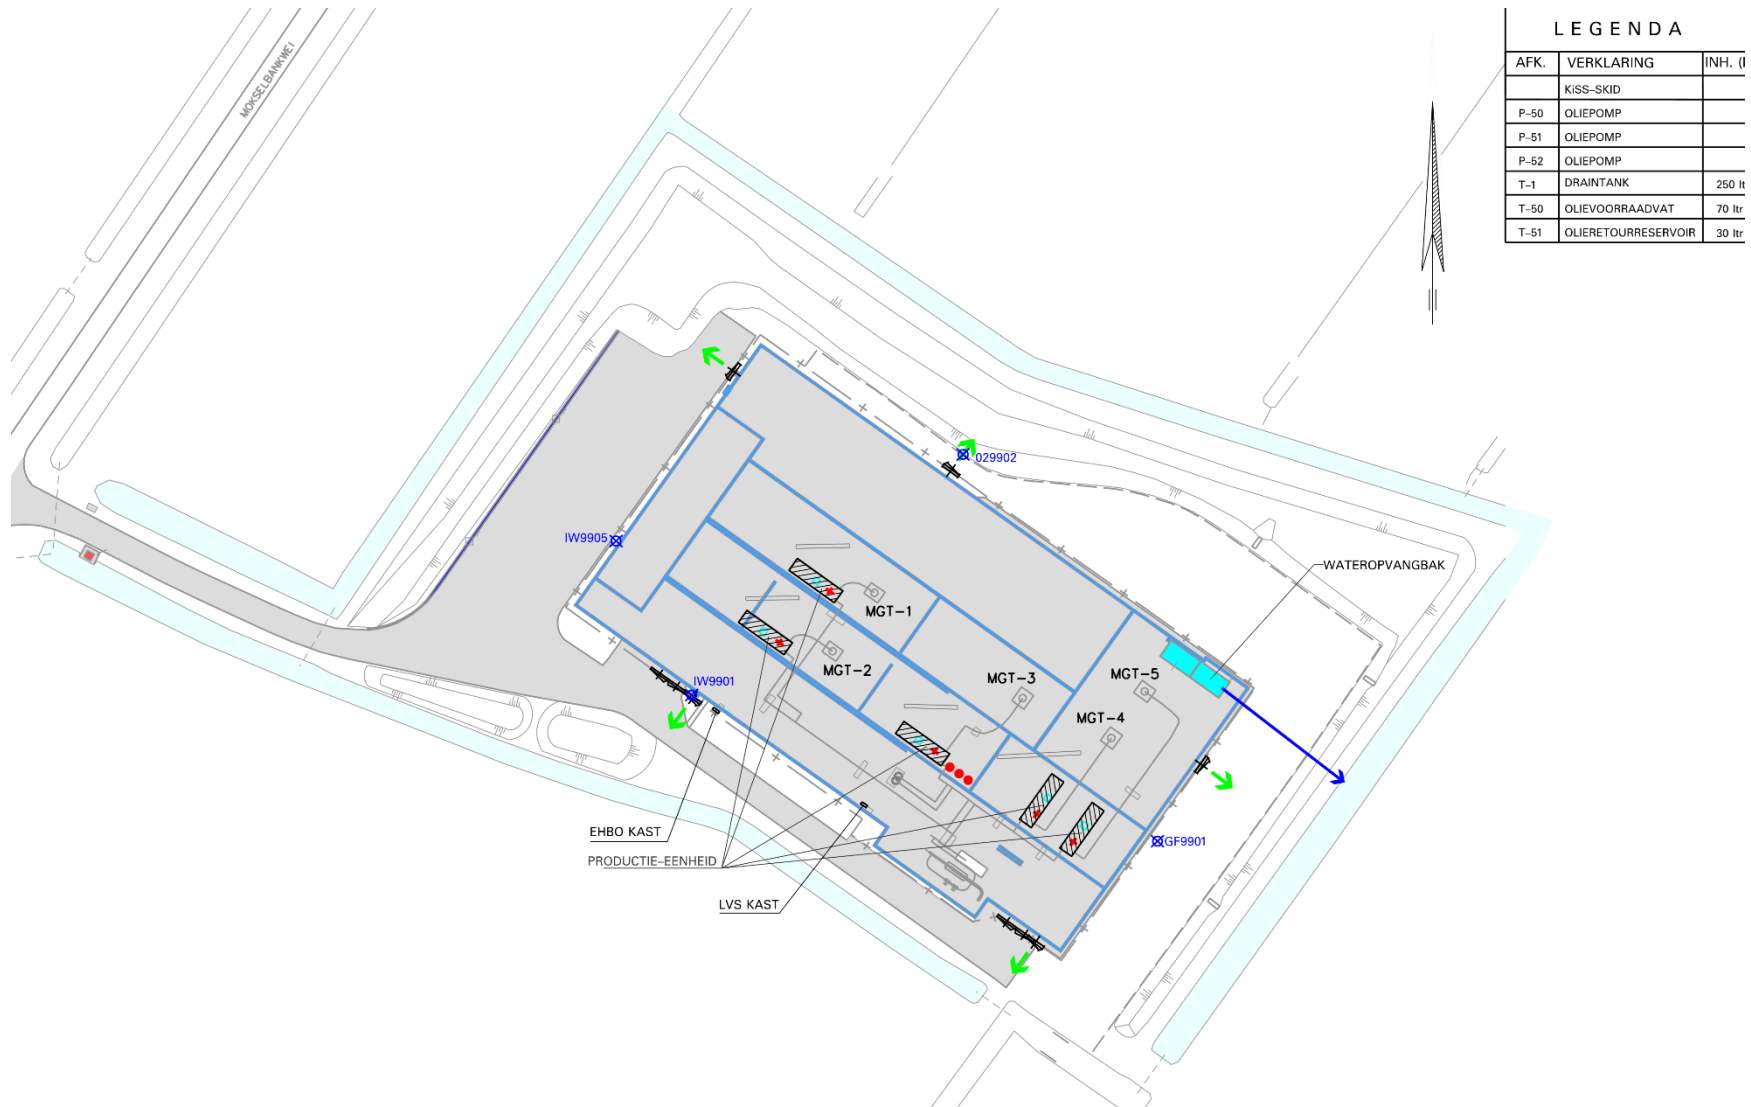 LEGENDA
AFK. VERKLARING INH. (
KiSS-SKID
P-50 OLIEPOMP
P-51 OLIEPOMP
P-52 OLIEPOMP
T-1 DRAINTANK 250 lt
T-50 OLIEVOORRAADVAT 70 ltr
T-51 OLIERETOURRESERVOIR 30 ltr
MOKSELBANKWEI
029902
IW9905
WATEROPVANGBAK
MGT-1
MGT-2
MGT-3
MGT-5
IW9901
MGT-4
EHBO KAST
GF9901
PRODUCTIE-EENHEID
LVS KAST